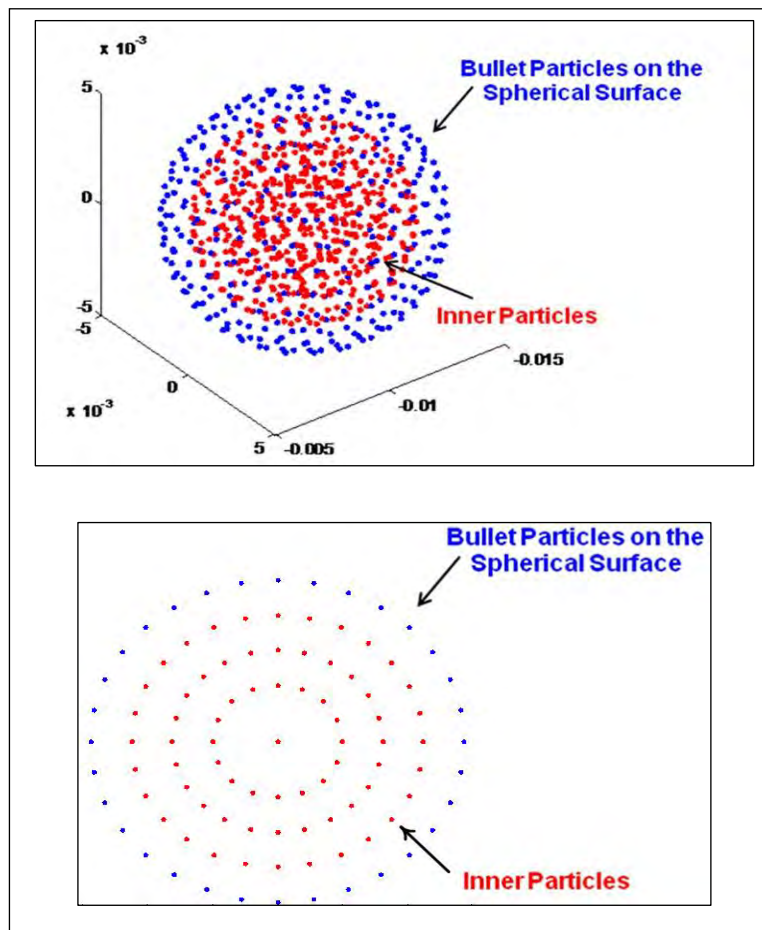 x 10-3
5
0
-5
-5
0
x 10-3
5
-0.005
-0.01
-0.015
Bullet Particles on the
Spherical Surface
Inner Particles
Bullet Particles on the
Spherical Surface
Inner Particles